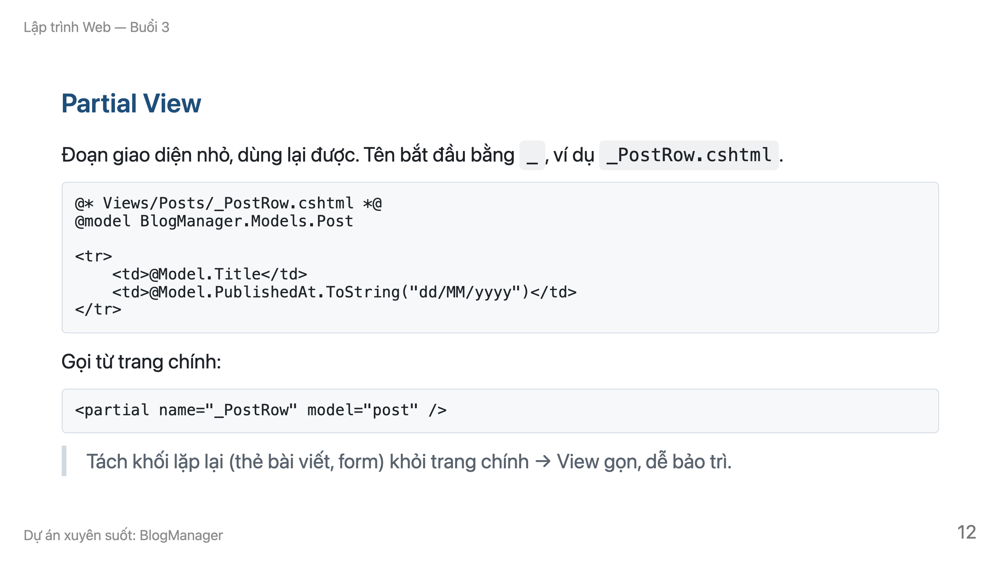 Lập trình Web — Buổi 3
Partial View
Đoạn giao diện nhỏ, dùng lại được. Tên bắt đầu bằng _, ví dụ _PostRow.cshtml.
@* Views/Posts/_PostRow.cshtml *@
@model BlogManager.Models.Post
<tr>
    <td>@Model.Title</td>
    <td>@Model.PublishedAt.ToString("dd/MM/yyyy")</td>
</tr>
Gọi từ trang chính:
<partial name="_PostRow" model="post" />
Tách khối lặp lại (thẻ bài viết, form) khỏi trang chính → View gọn, dễ bảo trì.
Dự án xuyên suốt: BlogManager
12